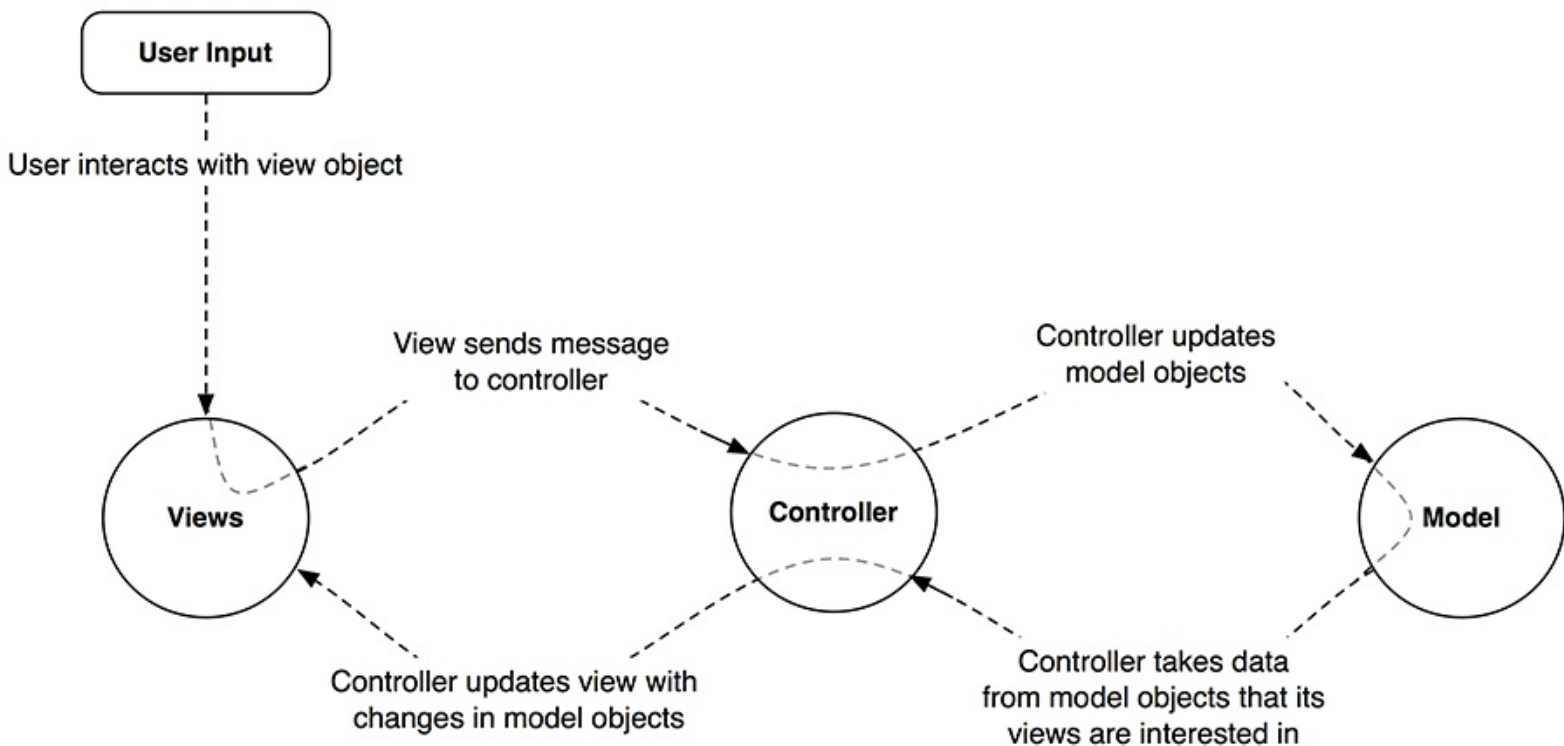 User Input
User interacts with view object
View sends message
to controller
Controller updates
model objects
Views
Controller
Model
Controller updates view with
changes in model objects
Controller takes data
from model objects that its
views are interested in